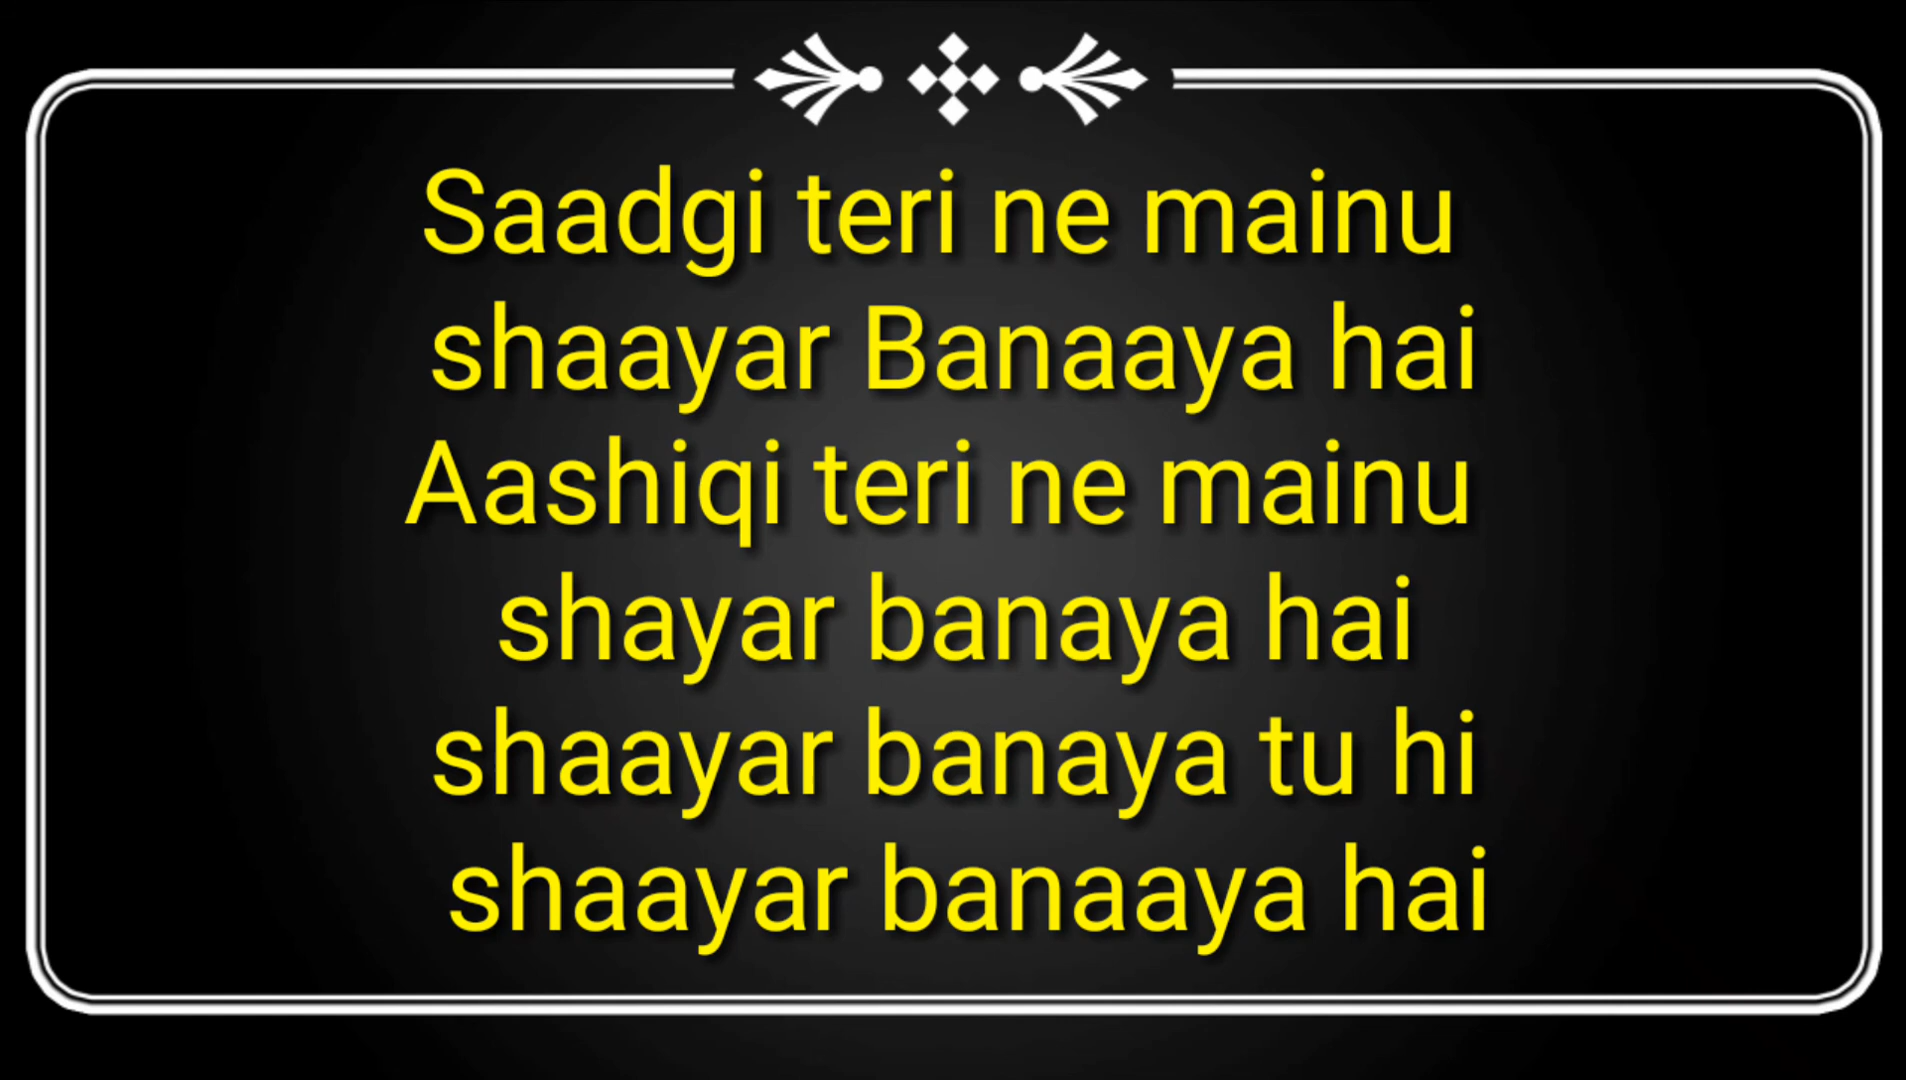 Saadgi teri ne mainu
shaayar Banaaya hai
Aashiqi teri ne mainu
shayar banaya hai
shaayar banaya tu hi
shaayar banaaya hai